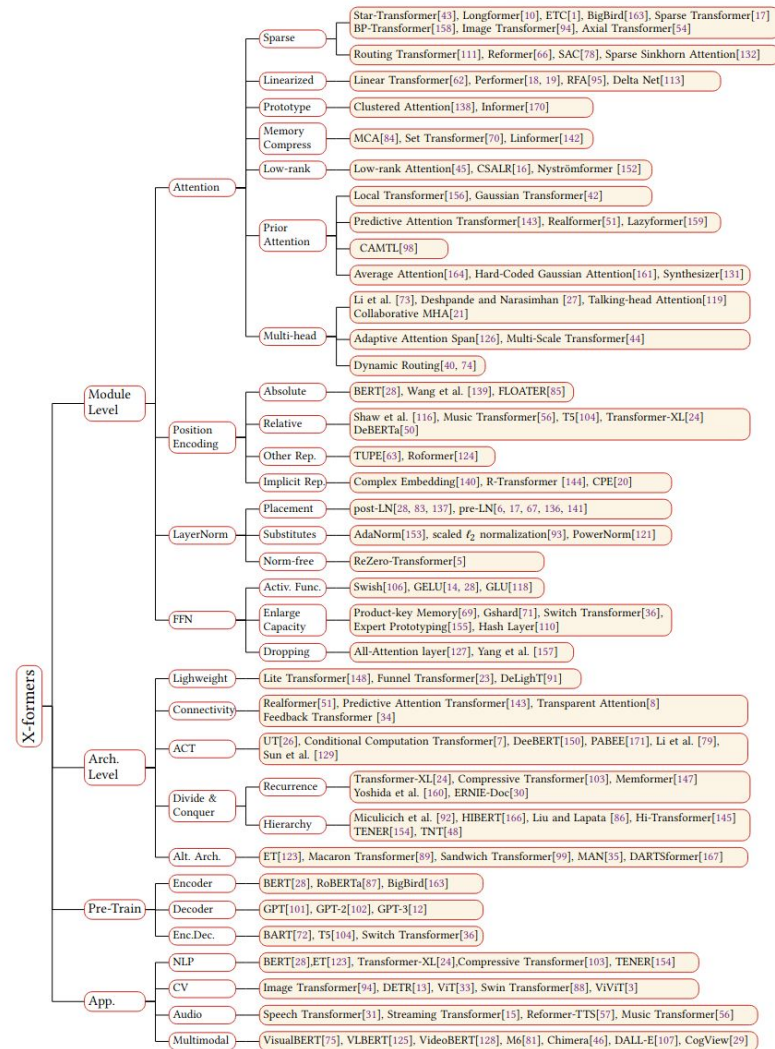 X-formers
Module
Level
Attention
Sparse
Star-Transformer[43], Longformer[10], ETC[1], BigBird[163], Sparse Transformer[17]
BP-Transformer[158], Image Transformer[94], Axial Transformer[54]
Routing Transformer[111], Reformer[66], SAC[78], Sparse Sinkhorn Attention[132]
Linearized
Linear Transformer[62], Performer[18, 19], RFA[95], Delta Net[113]
Prototype
Clustered Attention[138], Informer[170]
Memory
Compress
MCA[84], Set Transformer[70], Linformer[142]
Low-rank
Low-rank Attention[45], CSALR[16], Nyströmformer [152]
Prior
Attention
Local Transformer[156], Gaussian Transformer[42]
Predictive Attention Transformer[143], Realformer[51], Lazyformer[159]
CAMTL[98]
Average Attention[164], Hard-Coded Gaussian Attention[161], Synthesizer[131]
Multi-head
Li et al. [73], Deshpande and Narasimhan [27], Talking-head Attention[119]
Collaborative MHA[21]
Adaptive Attention Span[126], Multi-Scale Transformer[44]
Dynamic Routing[40, 74]
Position
Encoding
Absolute
BERT[28], Wang et al. [139], FLOATER[85]
Relative
Shaw et al. [116], Music Transformer[56], T5[104], Transformer-XL[24]
DeBERTa[50]
Other Rep.
TUPE[63], Roformer[124]
Implicit Rep.
Complex Embedding[140], R-Transformer [144], CPE[20]
LayerNorm
Placement
post-LN[28, 83, 137], pre-LN[6, 17, 67, 136, 141]
Substitutes
AdaNorm[153], scaled ℓ2 normalization[93], PowerNorm[121]
Norm-free
ReZero-Transformer[5]
FFN
Activ. Func.
Swish[106], GELU[14, 28], GLU[118]
Enlarge
Capacity
Product-key Memory[69], Gshard[71], Switch Transformer[36],
Expert Prototyping[155], Hash Layer[110]
Dropping
All-Attention layer[127], Yang et al. [157]
Arch.
Level
Lighweight
Lite Transformer[148], Funnel Transformer[23], DeLighT[91]
Connectivity
Realformer[51], Predictive Attention Transformer[143], Transparent Attention[8]
Feedback Transformer [34]
ACT
UT[26], Conditional Computation Transformer[7], DeeBERT[150], PABEE[171], Li et al. [79],
Sun et al. [129]
Divide &
Conquer
Recurrence
Transformer-XL[24], Compressive Transformer[103], Memformer[147]
Yoshida et al. [160], ERNIE-Doc[30]
Hierarchy
Miculicich et al. [92], HIBERT[166], Liu and Lapata [86], Hi-Transformer[145]
TENER[154], TNT[48]
Alt. Arch.
ET[123], Macaron Transformer[89], Sandwich Transformer[99], MAN[35], DARTSformer[167]
Pre-Train
Encoder
BERT[28], RoBERTa[87], BigBird[163]
Decoder
GPT[101], GPT-2[102], GPT-3[12]
Enc.Dec.
BART[72], T5[104], Switch Transformer[36]
App.
NLP
BERT[28],ET[123], Transformer-XL[24],Compressive Transformer[103], TENER[154]
CV
Image Transformer[94], DETR[13], ViT[33], Swin Transformer[88], ViViT[3]
Audio
Speech Transformer[31], Streaming Transformer[15], Reformer-TTS[57], Music Transformer[56]
Multimodal
VisualBERT[75], VLBERT[125], VideoBERT[128], M6[81], Chimera[46], DALL-E[107], CogView[29]